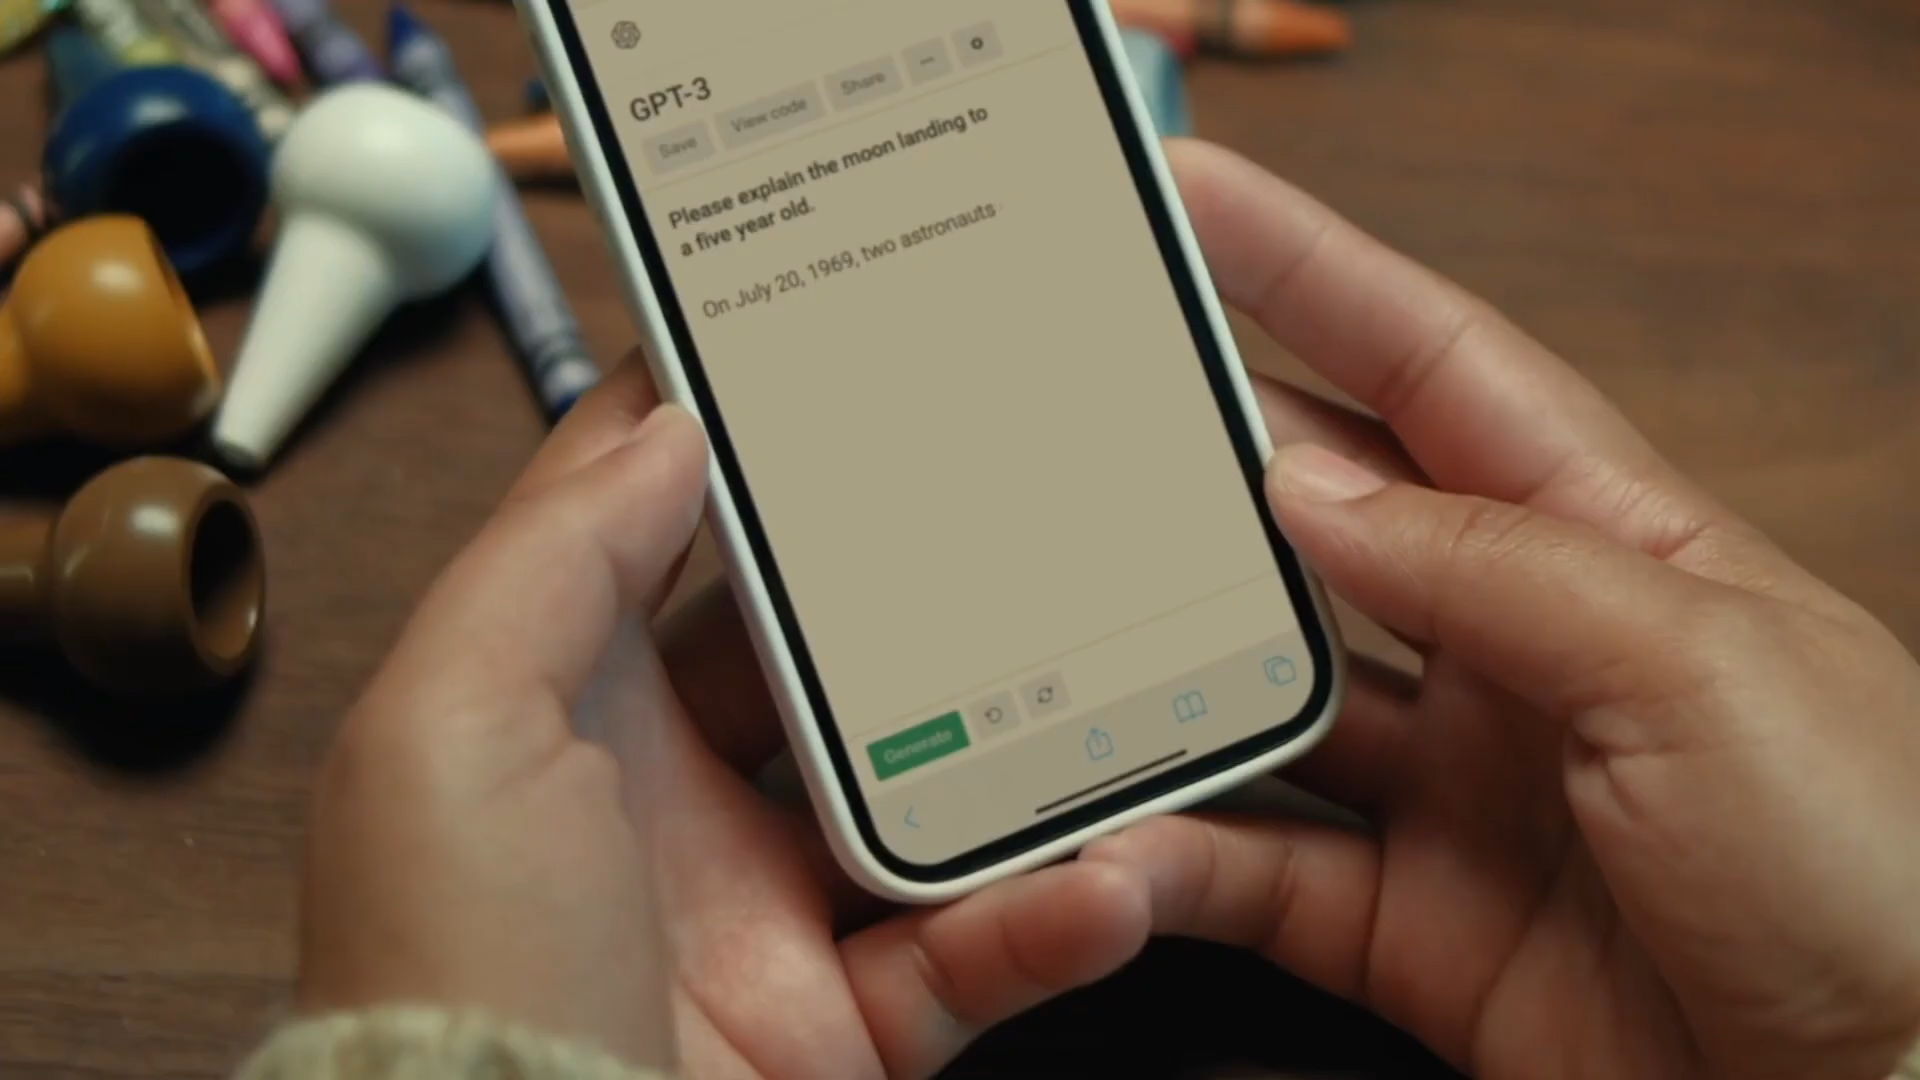 GPT-3
Save View code Share
Please explain the moon landing to
a five year old.
On July 20, 1969, two astronauts
Generate